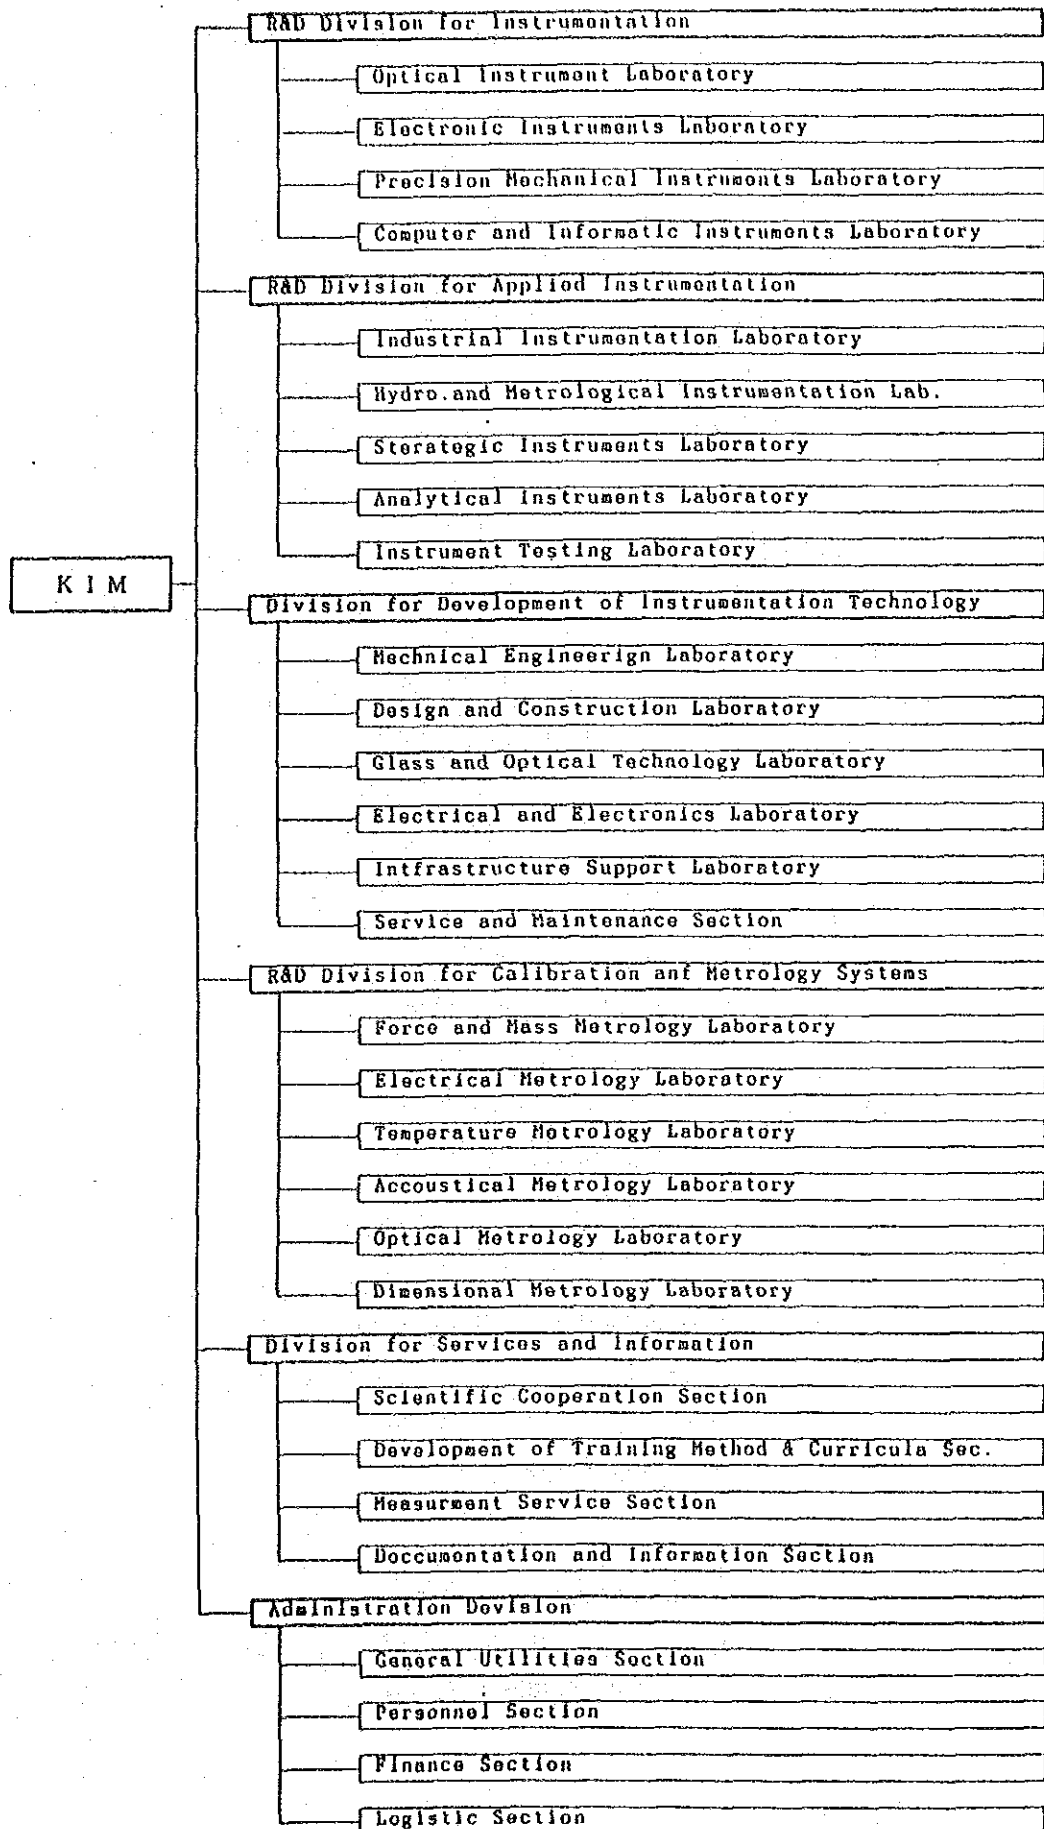 R&D Division for Instrumentation
Optical Instrument Laboratory
Electronic Instruments Laboratory
Precision Mechanical Instruments Laboratory
Computer and Informatic Instruments Laboratory
R&D Division for Applied Instrumentation
Industrial Instrumentation Laboratory
Hydro.and Metrological Instrumentation Lab.
Sterategic Instruments Laboratory
Analytical Instruments Laboratory
Instrument Testing Laboratory
K I M
Division for Development of Instrumentation Technology
Mechnical Engineerign Laboratory
Design and Construction Laboratory
Glass and Optical Technology Laboratory
Electrical and Electronics Laboratory
Intfrastructure Support Laboratory
Service and Maintenance Section
R&D Division for Calibration anf Metrology Systems
Force and Mass Metrology Laboratory
Electrical Metrology Laboratory
Temperature Metrology Laboratory
Accoustical Metrology Laboratory
Optical Metrology Laboratory
Dimensional Metrology Laboratory
Division for Services and Information
Scientific Cooperation Section
Development of Training Method & Curricula Sec.
Measurment Service Section
Doccumentation and Information Section
Administration Devision
General Utilities Section
Personnel Section
Finance Section
Logistic Section